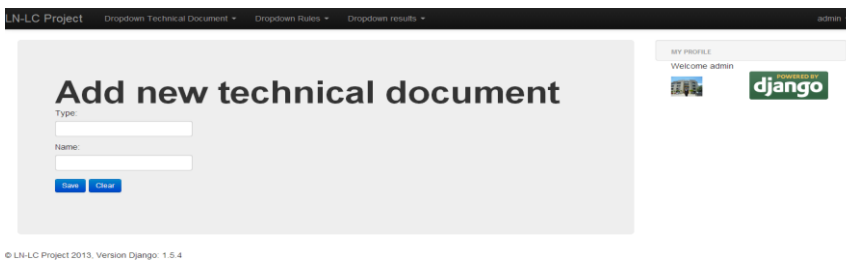 LN-LC Project Dropdown Technical Document Dropdown Rules Dropdown results admin
Add new technical document
Type:
Name:
Save Clear
MY PROFILE
Welcome admin
POWERED BY
django
© LN-LC Project 2013, Version Django: 1.5.4